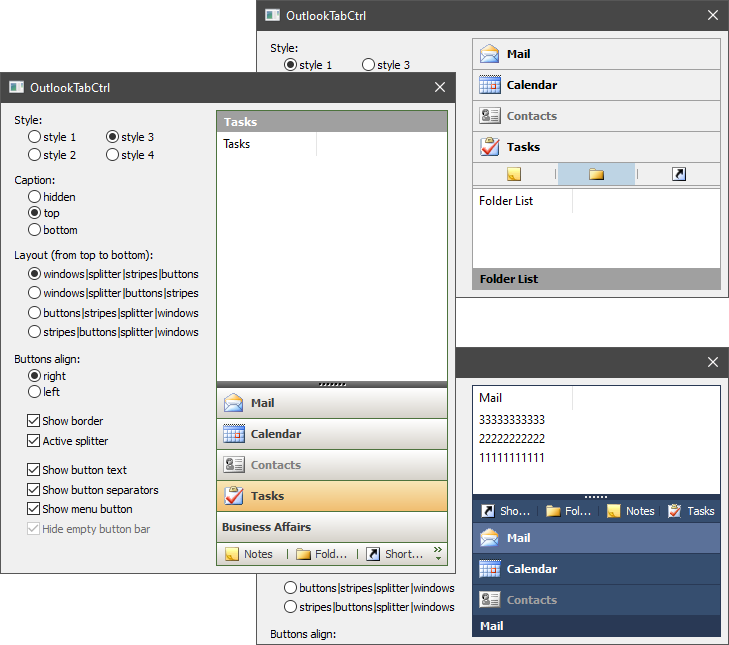 OutlookTabCtrl
Style:
style 1
style 3
Mail
Calendar
Contacts
Tasks
Folder List
Folder List
OutlookTabCtrl
Style:
style 1
style 3
style 2
style 4
Caption:
hidden
top
bottom
Layout (from top to bottom):
windows|splitter|stripes|buttons
windows|splitter|buttons|stripes
buttons|stripes|splitter|windows
stripes|buttons|splitter|windows
Buttons align:
right
left
Show border
Active splitter
Show button text
Show button separators
Show menu button
Hide empty button bar
Tasks
Tasks
Mail
Calendar
Contacts
Tasks
Business Affairs
Notes
Fold...
Short...
Mail
33333333333
22222222222
11111111111
Sho...
Fol...
Notes
Tasks
Mail
Calendar
Contacts
Mail
buttons|stripes|splitter|windows
stripes|buttons|splitter|windows
Buttons align: